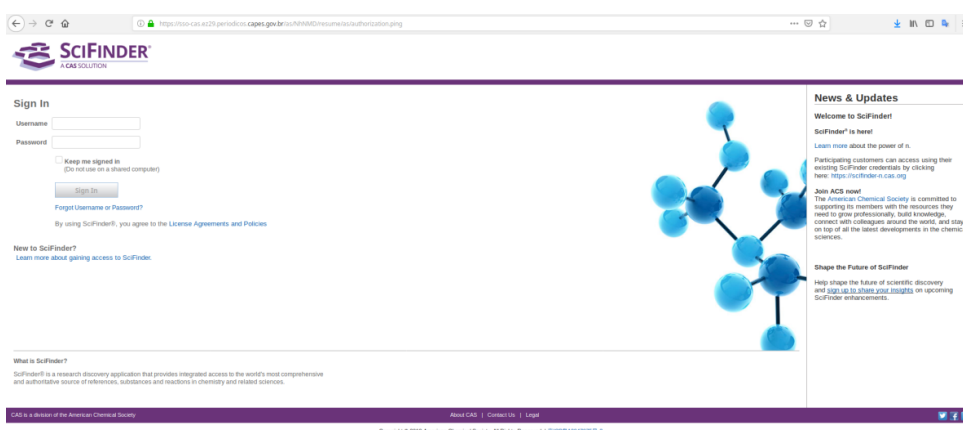 https://sso-cas.ez29.periodicos.capes.gov.br/as/NfNMD/resume/as/authorization.ping
SCIFINDER®
A CAS SOLUTION
Sign In
Username
Password
Keep me signed in
(Do not use on a shared computer)
Sign In
Forgot Username or Password?
By using SciFinder®, you agree to the License Agreements and Policies
New to SciFinder?
Learn more about gaining access to SciFinder.
What is SciFinder?
SciFinder® is a research discovery application that provides integrated access to the world's most comprehensive
and authoritative source of references, substances and reactions in chemistry and related sciences.
News & Updates
Welcome to SciFinder!
SciFinderⁿ is here!
Learn more about the power of n.
Participating customers can access using their
existing SciFinder credentials by clicking
here: https://scifinder-n.cas.org
Join ACS now!
The American Chemical Society is committed to
supporting its members with the resources they
need to grow professionally, build knowledge,
connect with colleagues around the world, and stay
on top of all the latest developments in the chemic
sciences.
Shape the Future of SciFinder
Help shape the future of scientific discovery
and sign up to share your insights on upcoming
SciFinder enhancements.
CAS is a division of the American Chemical Society
About CAS | Contact Us | Legal